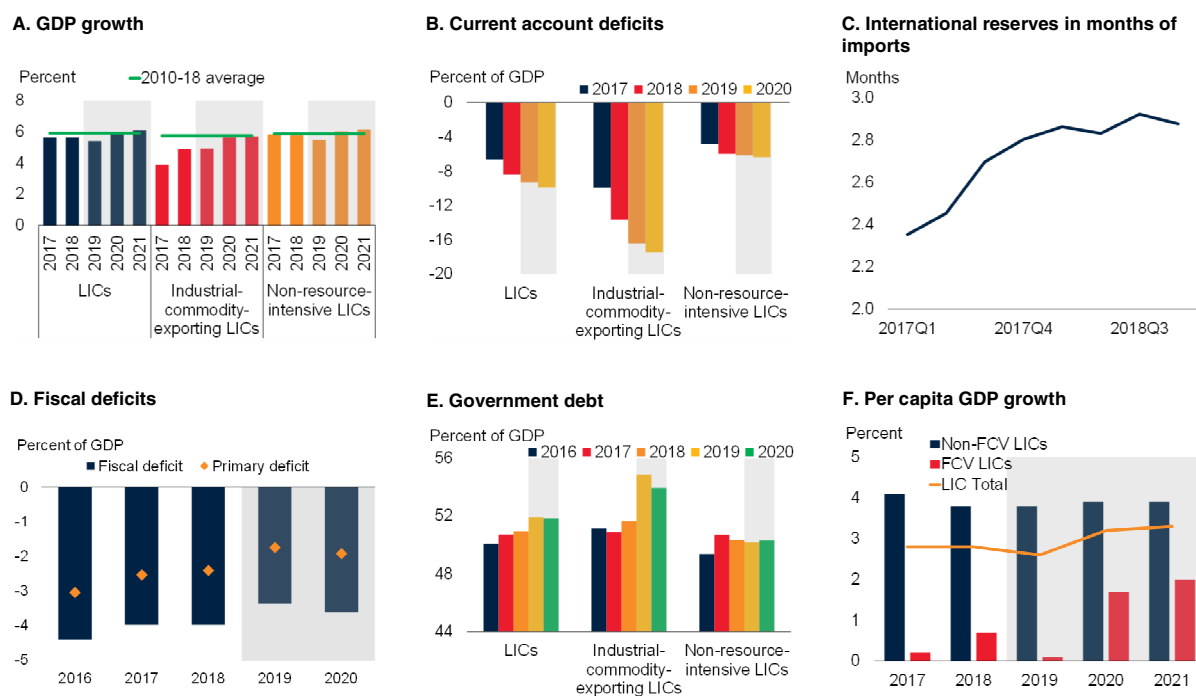 A. GDP growth
Percent
2010-18 average
8
6
4
2
0
2017
2018
2019
2020
2021
2017
2018
2019
2020
2021
2017
2018
2019
2020
2021
LICs
Industrial-
commodity-
exporting LICs
Non-resource-
intensive LICs
B. Current account deficits
Percent of GDP
2017 2018 2019 2020
0
-4
-8
-12
-16
-20
LICs
Industrial-
commodity-
exporting LICs
Non-resource-
intensive LICs
C. International reserves in months of
imports
Months
3.0
2.8
2.6
2.4
2.2
2.0
2017Q1 2017Q4 2018Q3
D. Fiscal deficits
Percent of GDP
Fiscal deficit Primary deficit
0
-1
-2
-3
-4
-5
2016 2017 2018 2019 2020
E. Government debt
Percent of GDP
2016 2017 2018 2019 2020
56
52
48
44
LICs
Industrial-
commodity-
exporting LICs
Non-resource-
intensive LICs
F. Per capita GDP growth
Percent
Non-FCV LICs
FCV LICs
LIC Total
5
4
3
2
1
0
2017 2018 2019 2020 2021